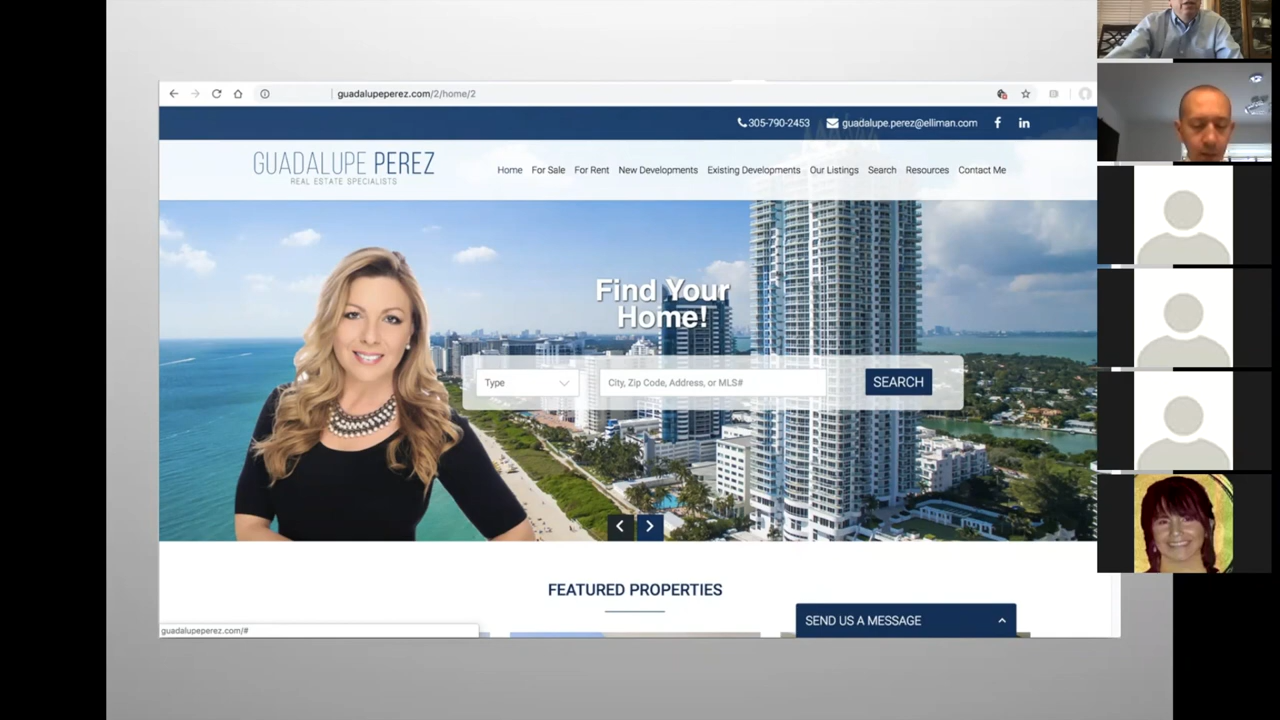 guadalupeperez.com/2/home/2
305-790-2453 guadalupe.perez@elliman.com
GUADALUPE PEREZ
REAL ESTATE SPECIALISTS
Home For Sale For Rent New Developments Existing Developments Our Listings Search Resources Contact Me
Find Your
Home!
Type City, Zip Code, Address, or MLS# SEARCH
FEATURED PROPERTIES
SEND US A MESSAGE
guadalupeperez.com/#